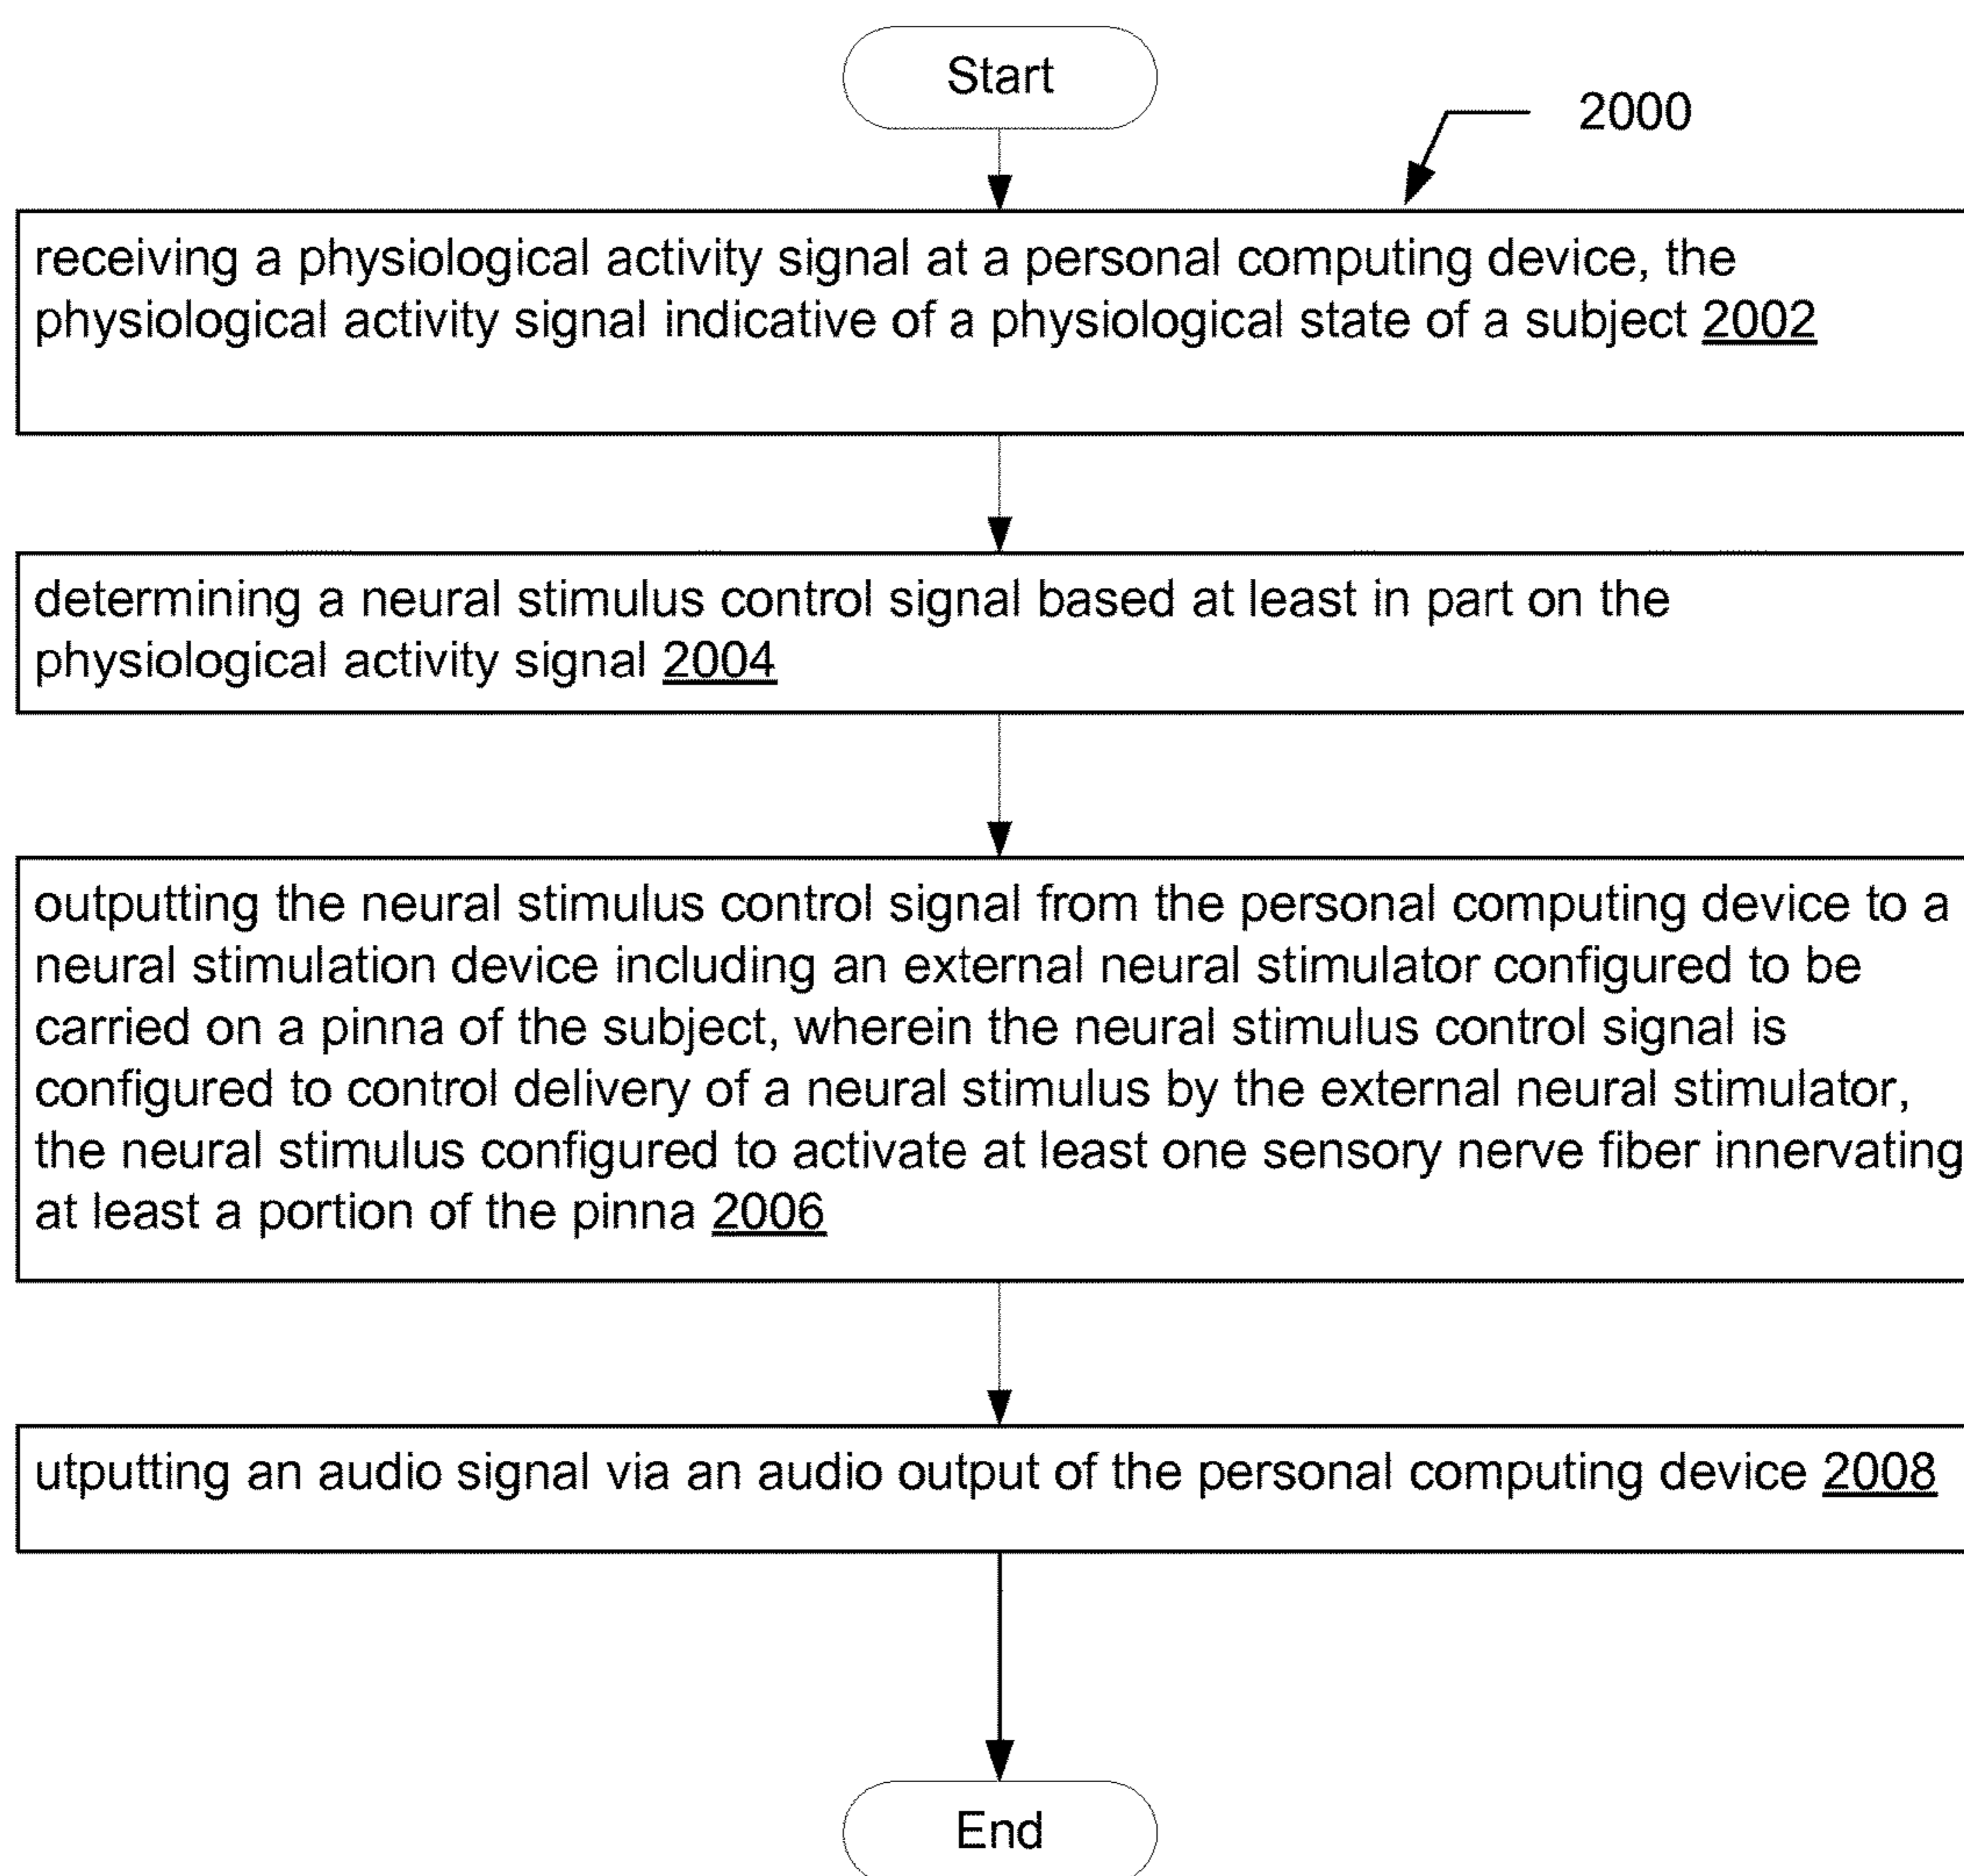 Start
2000
receiving a physiological activity signal at a personal computing device, the
physiological activity signal indicative of a physiological state of a subject 2002
determining a neural stimulus control signal based at least in part on the
physiological activity signal 2004
outputting the neural stimulus control signal from the personal computing device to a
neural stimulation device including an external neural stimulator configured to be
carried on a pinna of the subject, wherein the neural stimulus control signal is
configured to control delivery of a neural stimulus by the external neural stimulator,
the neural stimulus configured to activate at least one sensory nerve fiber innervating
at least a portion of the pinna 2006
utputting an audio signal via an audio output of the personal computing device 2008
End